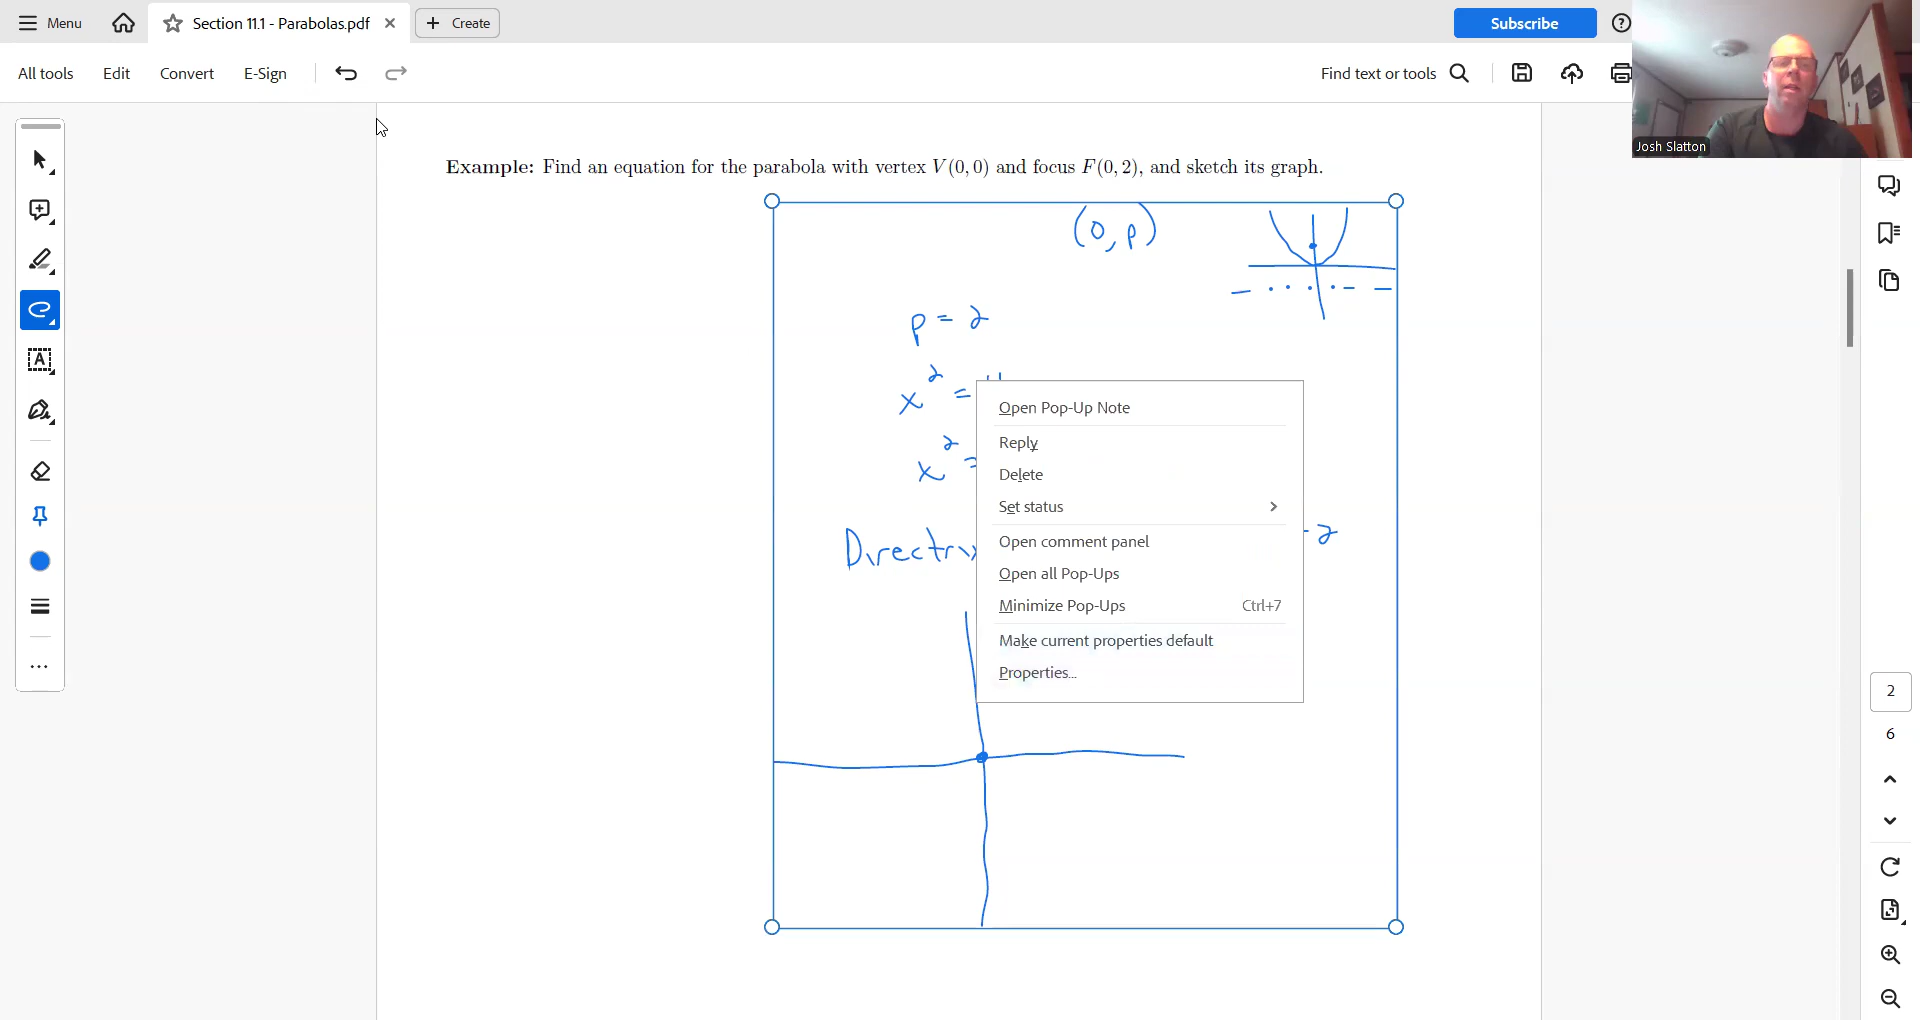 Menu
Section 11.1 - Parabolas.pdf
Create
Subscribe
All tools
Edit
Convert
E-Sign
Find text or tools
Josh Slatton
Example: Find an equation for the parabola with vertex V(0, 0) and focus F(0, 2), and sketch its graph.
(0, p)
p = 2
x² =
x² =
Directrix
-2
Open Pop-Up Note
Reply
Delete
Set status
Open comment panel
Open all Pop-Ups
Minimize Pop-Ups Ctrl+7
Make current properties default
Properties...
2
6